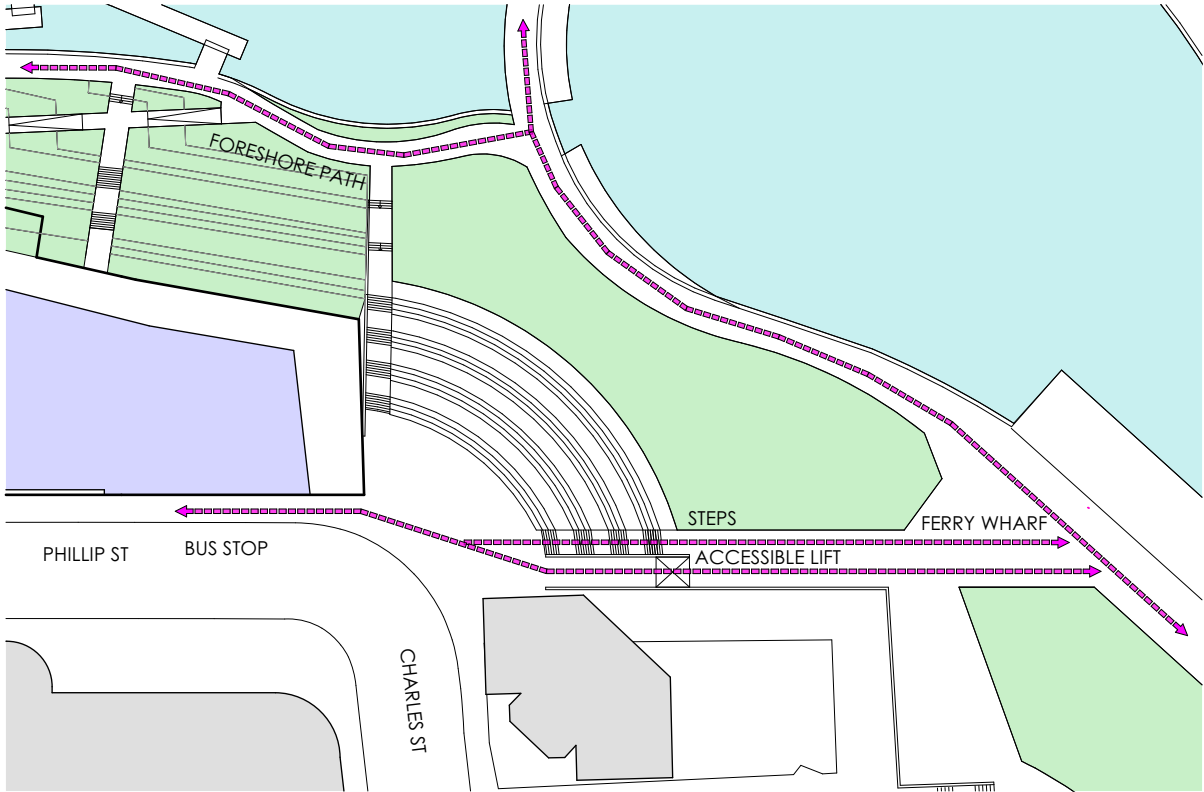 FORESHORE PATH
STEPS
FERRY WHARF
PHILLIP ST
BUS STOP
ACCESSIBLE LIFT
CHARLES ST